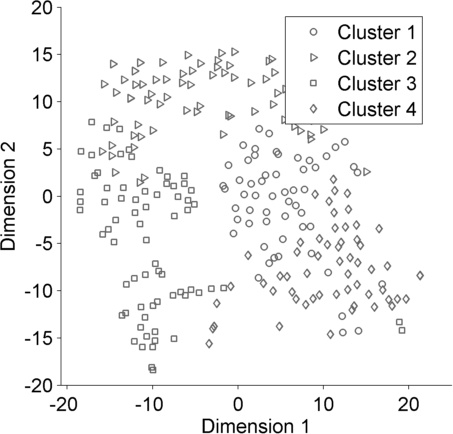 20
15
10
5
0
-5
-10
-15
-20
Dimension 2
Cluster 1
Cluster 2
Cluster 3
Cluster 4
-20 -10 0 10 20
Dimension 1